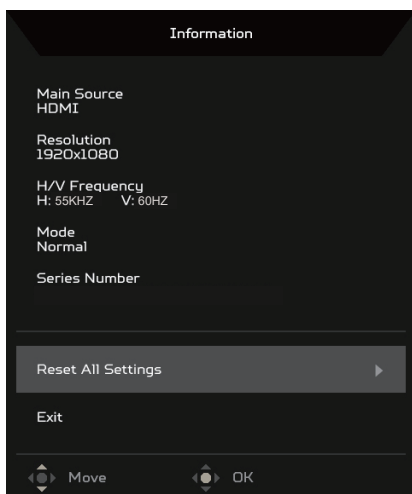 Information
Main Source
HDMI
Resolution
1920x1080
H/V Frequency
H: 55KHZ V: 60HZ
Mode
Normal
Series Number
Reset All Settings
Exit
Move OK